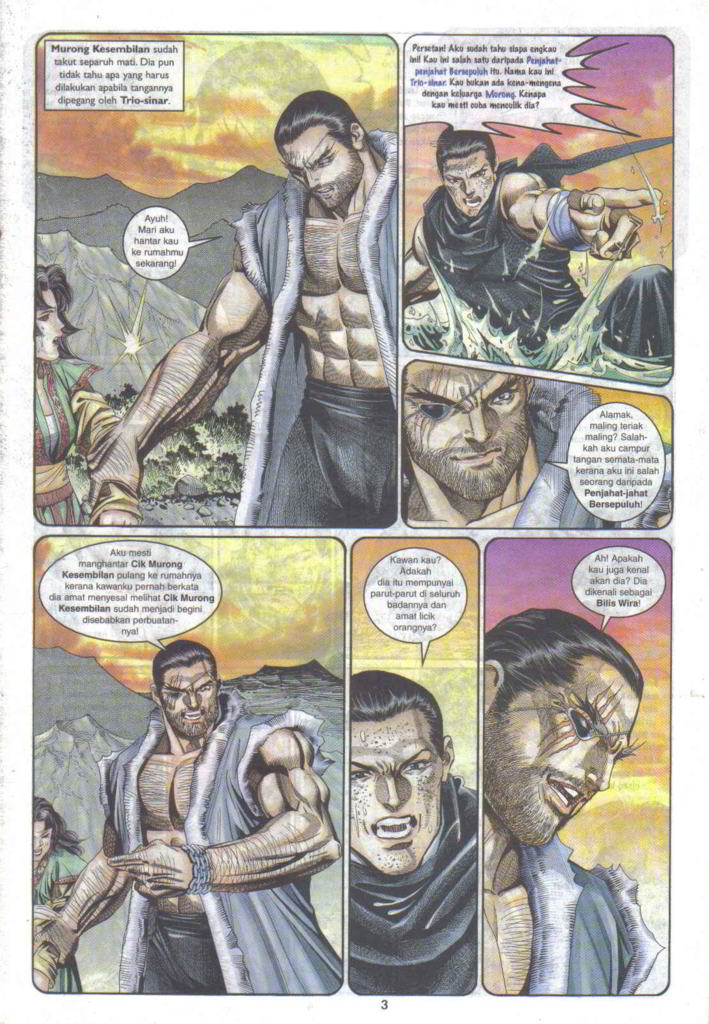 Murong Kesembilan sudah
takut separuh mati. Dia pun
tidak tahu apa yang harus
dilakukan apabila tangannya
dipegang oleh Trio-sinar.
Ayuh!
Mari aku
hantar kau
ke rumahmu
sekarang!
Persetan! Aku sudah tahu siapa engkau
ini! Kau ini salah satu daripada Penjahat-
penjahat Bersepuluh itu. Nama kau ini
Trio-sinar. Kau bukan ada kena-mengena
dengan keluarga Morong. Kenapa
kau mesti cuba menculik dia?
Alamak,
maling teriak
maling? Salah-
kah aku campur
tangan semata-mata
kerana aku ini salah
seorang daripada
Penjahat-jahat
Bersepuluh!
Aku mesti
manghantar Cik Murong
Kesembilan pulang ke rumahnya
kerana kawanku pernah berkata
dia amat menyesal melihat Cik Murong
Kesembilan sudah menjadi begini
disebabkan perbuatan-
nya!
Kawan kau?
Adakah
dia itu mempunyai
parut-parut di seluruh
badannya dan
amat licik
orangnya?
Ah! Apakah
kau juga kenal
akan dia? Dia
dikenali sebagai
Bilis Wira!
3